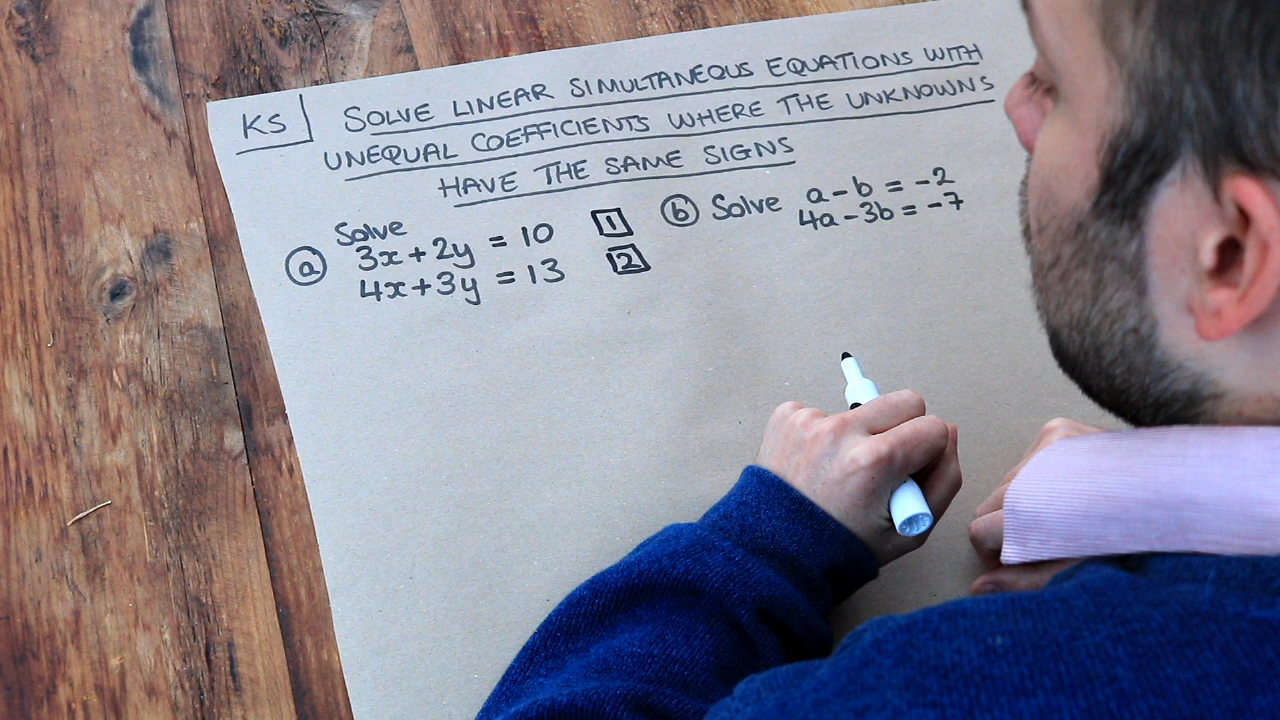 KS
SOLVE LINEAR SIMULTANEOUS EQUATIONS WITH
UNEQUAL COEFFICIENTS WHERE THE UNKNOWNS
HAVE THE SAME SIGNS
ⓐ Solve
3x+2y = 10 1
4x+3y = 13 2
ⓑ Solve a-b = -2
4a-3b = -7